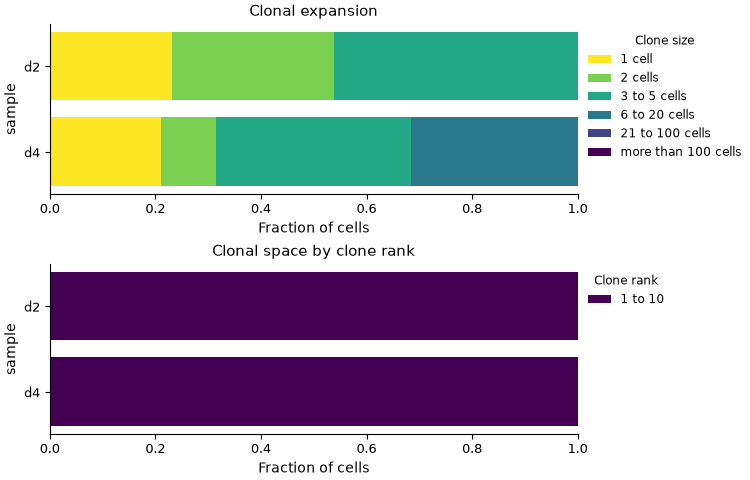 Clonal expansion
sample
d2
d4
0.0 0.2 0.4 0.6 0.8 1.0
Fraction of cells
Clone size
1 cell
2 cells
3 to 5 cells
6 to 20 cells
21 to 100 cells
more than 100 cells
Clonal space by clone rank
sample
d2
d4
0.0 0.2 0.4 0.6 0.8 1.0
Fraction of cells
Clone rank
1 to 10